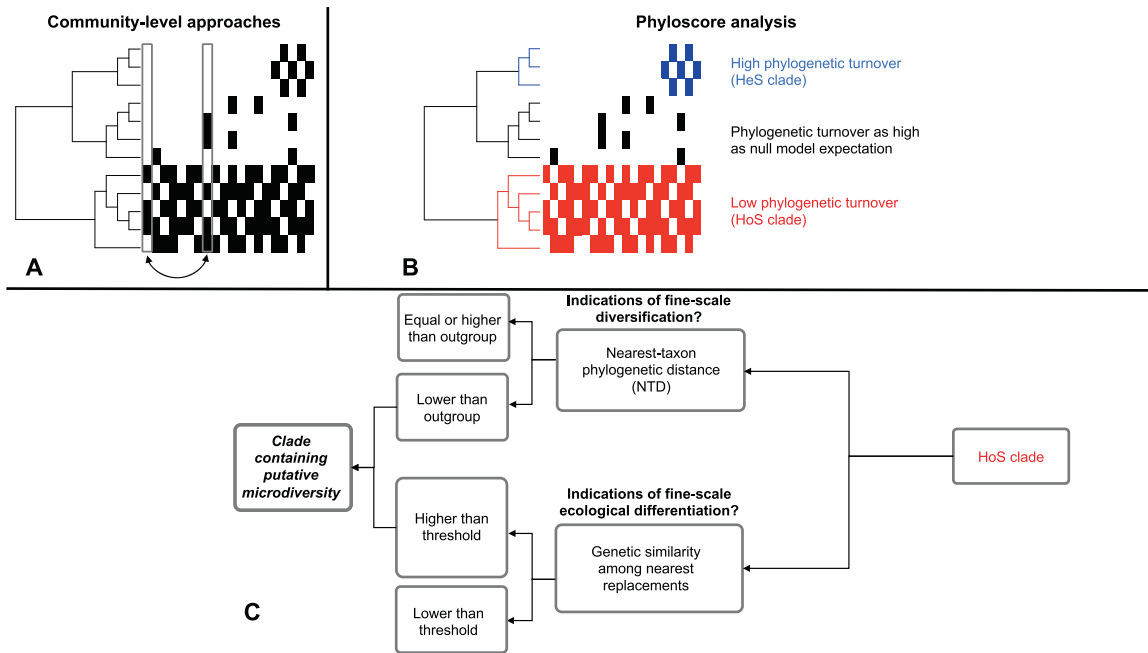 Community-level approaches
A
Phyloscore analysis
High phylogenetic turnover
(HeS clade)
Phylogenetic turnover as high
as null model expectation
Low phylogenetic turnover
(HoS clade)
B
Indications of fine-scale
diversification?
Equal or higher
than outgroup
Nearest-taxon
phylogenetic distance
(NTD)
Lower than
outgroup
Clade
containing
putative
microdiversity
HoS clade
Indications of fine-scale
ecological differentiation?
Higher than
threshold
Genetic similarity
among nearest
replacements
Lower than
threshold
C